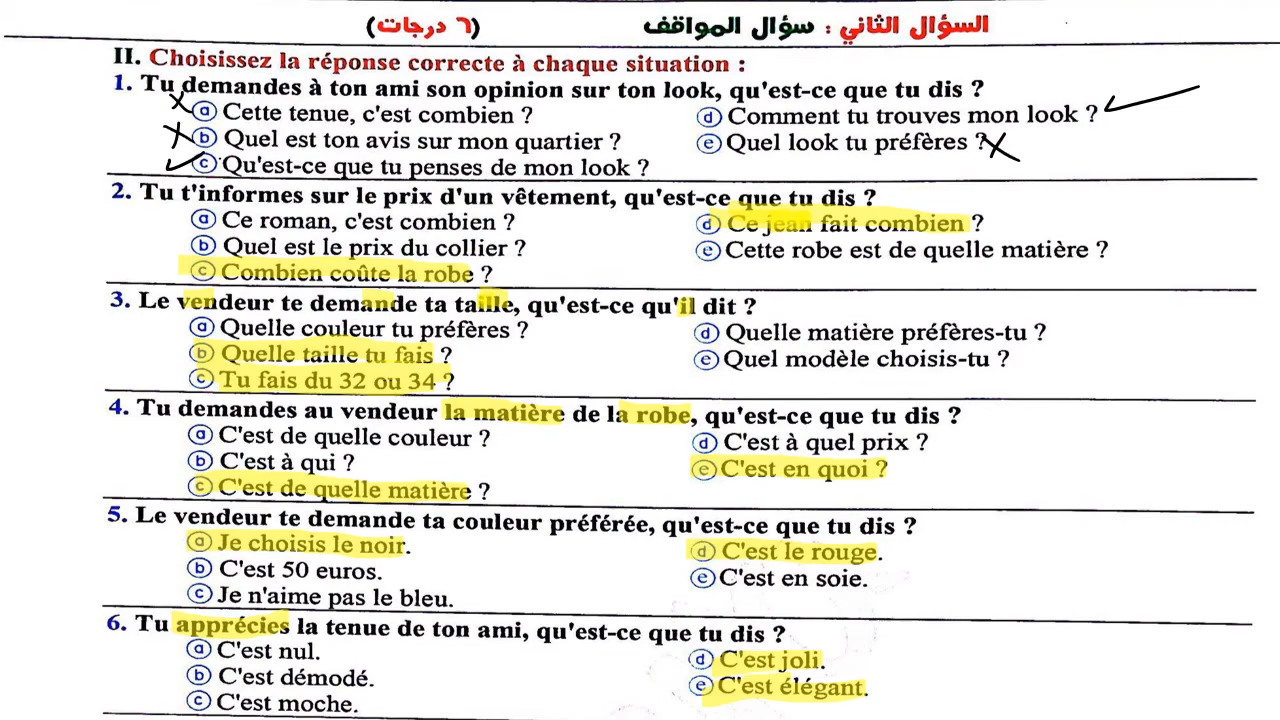 السؤال الثاني : سؤال المواقف (٦ درجات)
II. Choisissez la réponse correcte à chaque situation :
1. Tu demandes à ton ami son opinion sur ton look, qu'est-ce que tu dis ?
ⓐ Cette tenue, c'est combien ?
ⓑ Quel est ton avis sur mon quartier ?
ⓒ Qu'est-ce que tu penses de mon look ?
ⓓ Comment tu trouves mon look ?
ⓔ Quel look tu préfères ?
2. Tu t'informes sur le prix d'un vêtement, qu'est-ce que tu dis ?
ⓐ Ce roman, c'est combien ?
ⓑ Quel est le prix du collier ?
ⓒ Combien coûte la robe ?
ⓓ Ce jean fait combien ?
ⓔ Cette robe est de quelle matière ?
3. Le vendeur te demande ta taille, qu'est-ce qu'il dit ?
ⓐ Quelle couleur tu préfères ?
ⓑ Quelle taille tu fais ?
ⓒ Tu fais du 32 ou 34 ?
ⓓ Quelle matière préfères-tu ?
ⓔ Quel modèle choisis-tu ?
4. Tu demandes au vendeur la matière de la robe, qu'est-ce que tu dis ?
ⓐ C'est de quelle couleur ?
ⓑ C'est à qui ?
ⓒ C'est de quelle matière ?
ⓓ C'est à quel prix ?
ⓔ C'est en quoi ?
5. Le vendeur te demande ta couleur préférée, qu'est-ce que tu dis ?
ⓐ Je choisis le noir.
ⓑ C'est 50 euros.
ⓒ Je n'aime pas le bleu.
ⓓ C'est le rouge.
ⓔ C'est en soie.
6. Tu apprécies la tenue de ton ami, qu'est-ce que tu dis ?
ⓐ C'est nul.
ⓑ C'est démodé.
ⓒ C'est moche.
ⓓ C'est joli.
ⓔ C'est élégant.